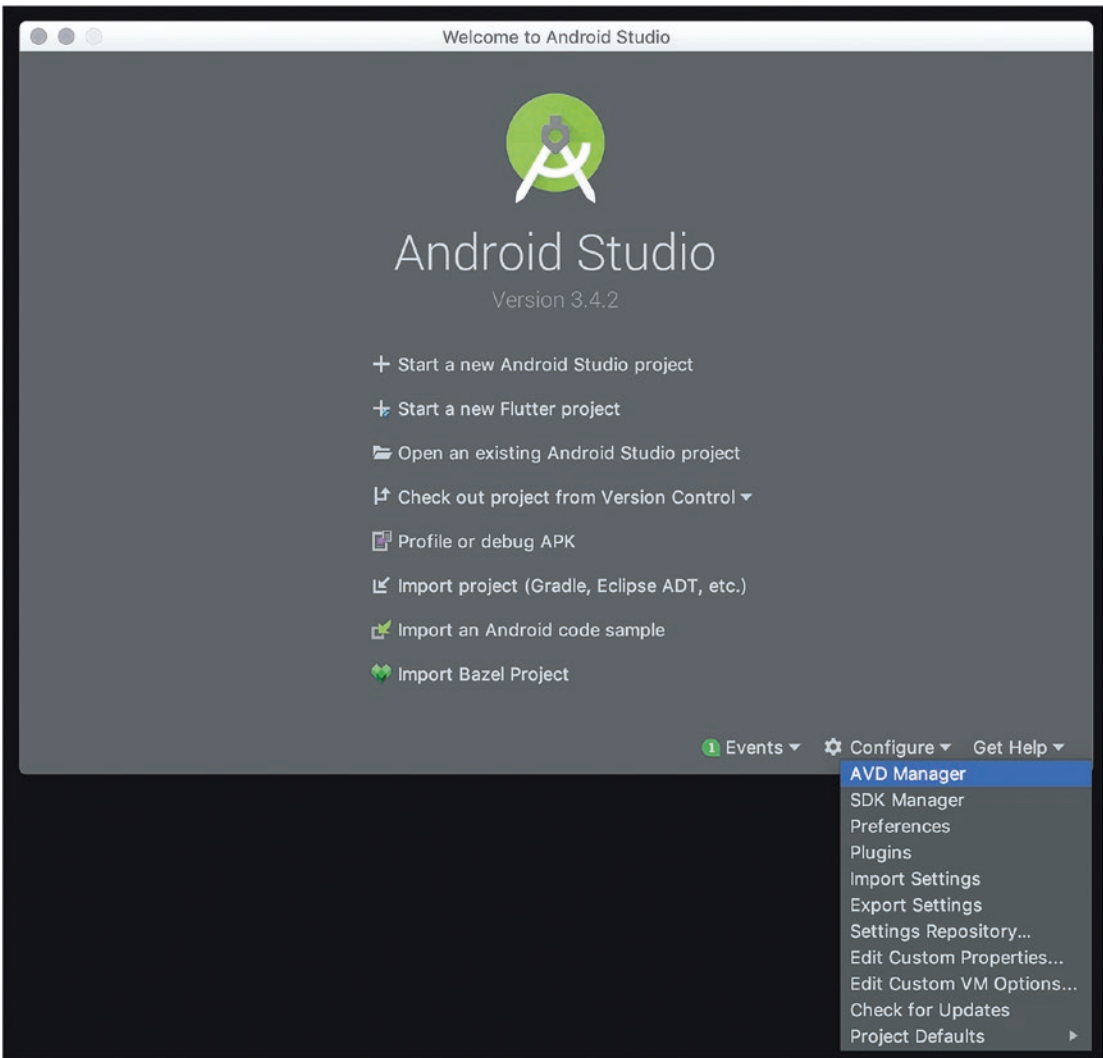 Welcome to Android Studio
Android Studio
Version 3.4.2
Start a new Android Studio project
Start a new Flutter project
Open an existing Android Studio project
Check out project from Version Control
Profile or debug APK
Import project (Gradle, Eclipse ADT, etc.)
Import an Android code sample
Import Bazel Project
1 Events Configure Get Help
AVD Manager
SDK Manager
Preferences
Plugins
Import Settings
Export Settings
Settings Repository...
Edit Custom Properties...
Edit Custom VM Options...
Check for Updates
Project Defaults